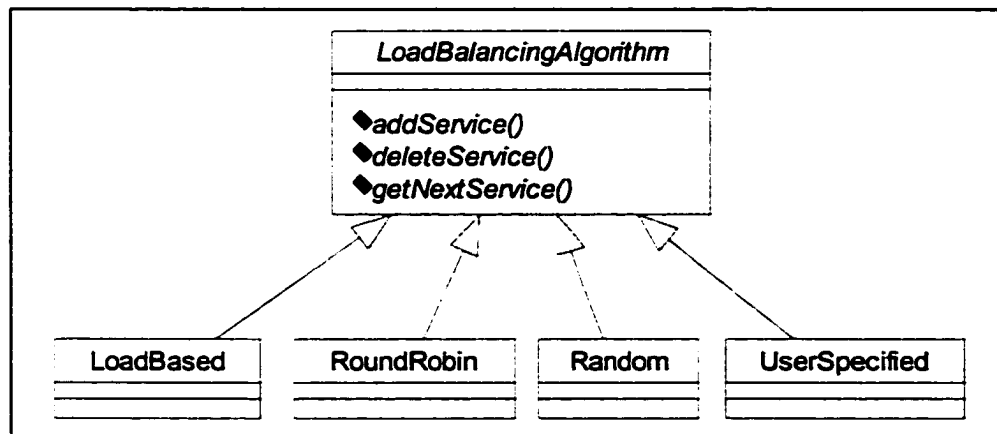 LoadBalancingAlgorithm
addService()
deleteService()
getNextService()
LoadBased
RoundRobin
Random
UserSpecified